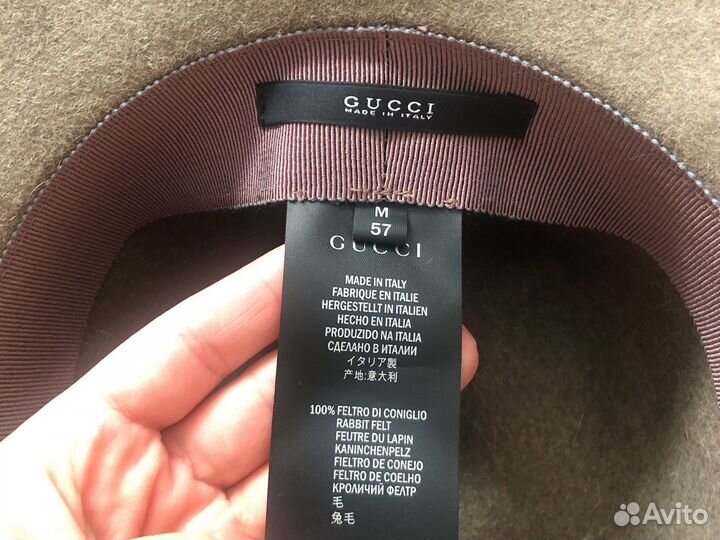 GUCCI
MADE IN ITALY
M
57
GUCCI
MADE IN ITALY
FABRIQUE EN ITALIE
HERGESTELLT IN ITALIEN
HECHO EN ITALIA
PRODUZIDO NA ITALIA
СДЕЛАНО В ИТАЛИИ
イタリア製
产地:意大利
100% FELTRO DI CONIGLIO
RABBIT FELT
FEUTRE DU LAPIN
KANINCHENPELZ
FIELTRO DE CONEJO
FELTRO DE COELHO
КРОЛИЧИЙ ФЕЛТР
毛
兔毛
Avito